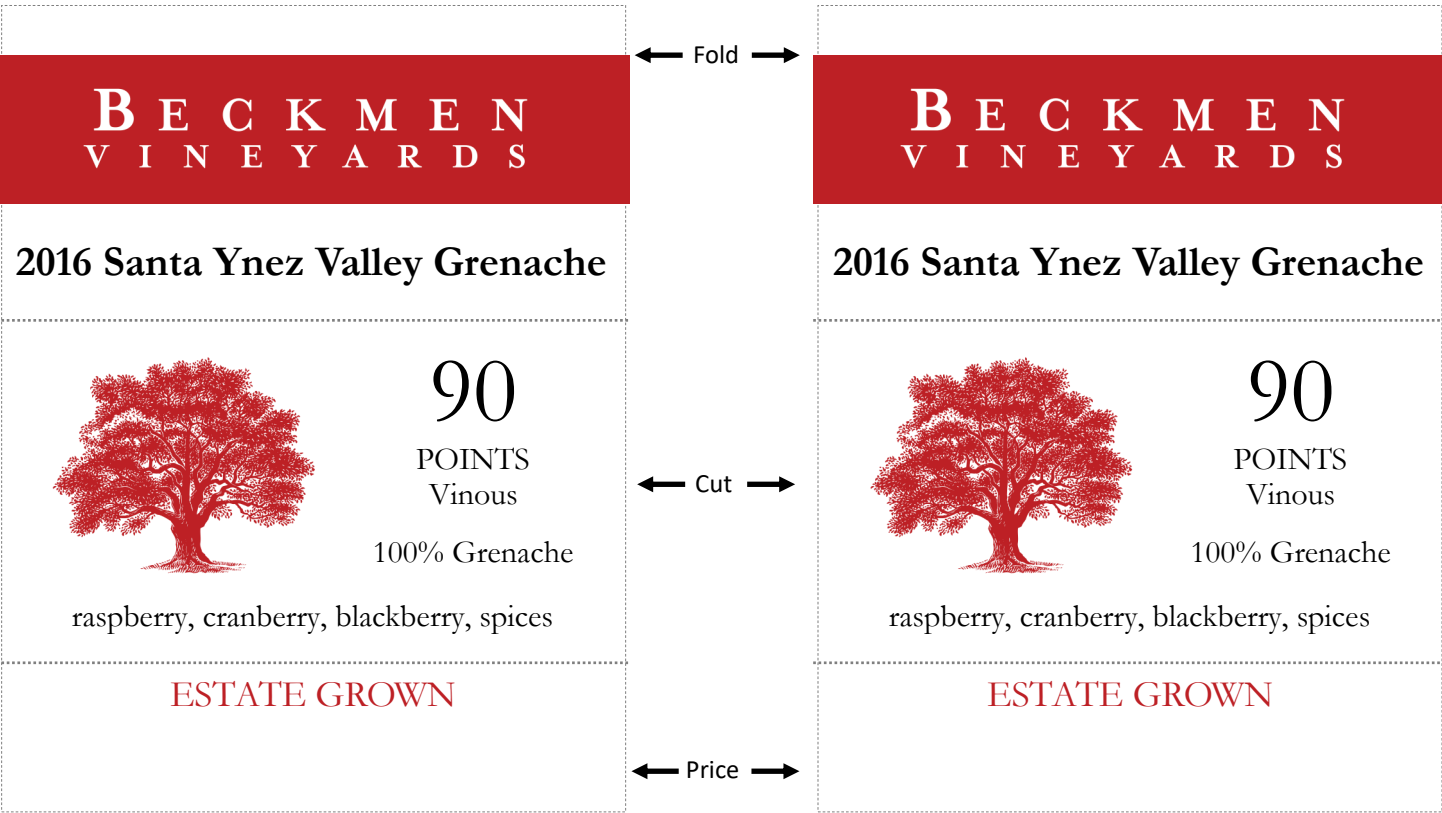 BECKMEN
VINEYARDS
2016 Santa Ynez Valley Grenache
90
POINTS
Vinous
100% Grenache
raspberry, cranberry, blackberry, spices
ESTATE GROWN
Fold
Cut
Price
BECKMEN
VINEYARDS
2016 Santa Ynez Valley Grenache
90
POINTS
Vinous
100% Grenache
raspberry, cranberry, blackberry, spices
ESTATE GROWN